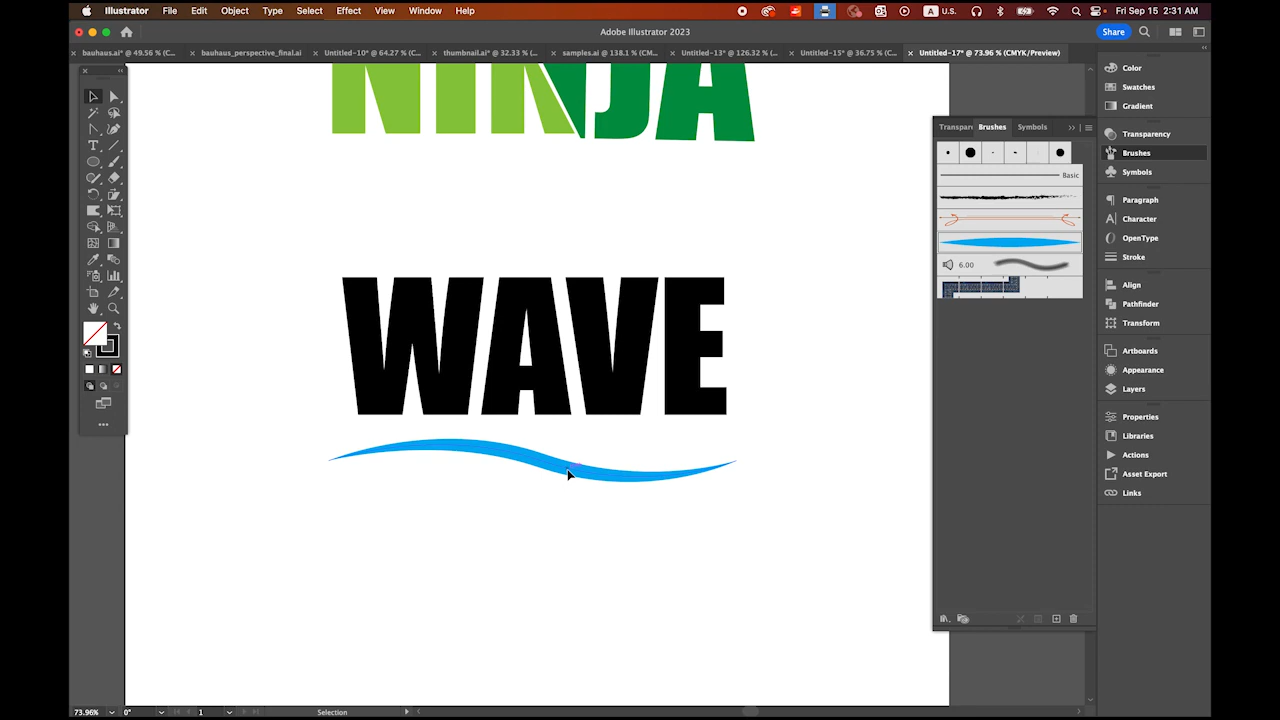 Illustrator File Edit Object Type Select Effect View Window Help A U.S. Fri Sep 15 2:31 AM
Adobe Illustrator 2023
Share
bauhaus.ai* @ 49.56 % (C...
bauhaus_perspective_final.ai
Untitled-10* @ 64.27 % (C...
thumbnail.ai* @ 32.33 % (...
samples.ai @ 138.1 % (CM...
Untitled-13* @ 126.32 % (...
Untitled-15* @ 36.75 % (C...
Untitled-17* @ 73.96 % (CMYK/Preview)
NINJA
WAVE
Transparen Brushes Symbols
Basic
6.00
Color
Swatches
Gradient
Transparency
Brushes
Symbols
Paragraph
Character
OpenType
Stroke
Align
Pathfinder
Transform
Artboards
Appearance
Layers
Properties
Libraries
Actions
Asset Export
Links
73.96% 0° 1 Selection